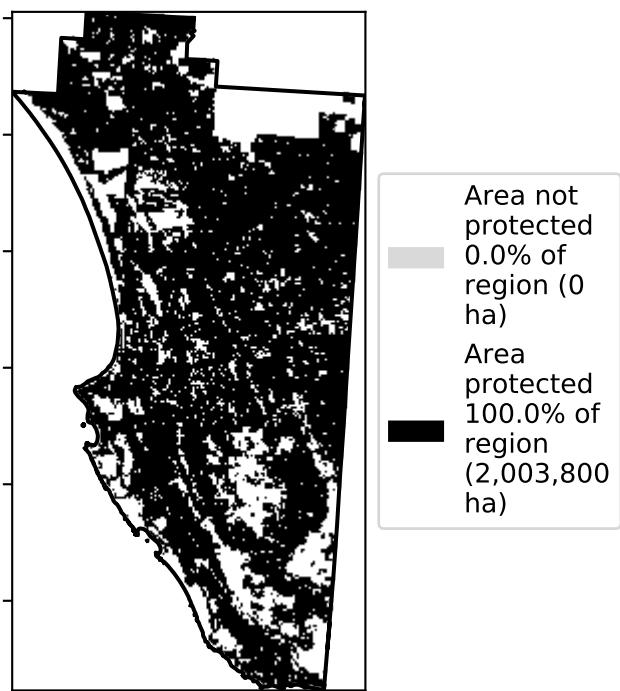 Area not
protected
0.0% of
region (0
ha)
Area
protected
100.0% of
region
(2,003,800
ha)